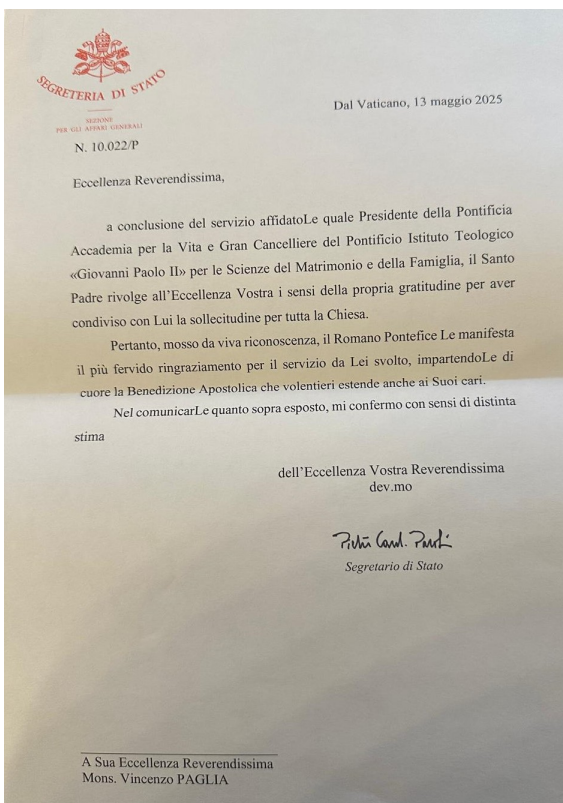 SEGRETERIA DI STATO
SEZIONE
PER GLI AFFARI GENERALI
N. 10.022/P
Dal Vaticano, 13 maggio 2025
Eccellenza Reverendissima,
a conclusione del servizio affidatoLe quale Presidente della Pontificia
Accademia per la Vita e Gran Cancelliere del Pontificio Istituto Teologico
«Giovanni Paolo II» per le Scienze del Matrimonio e della Famiglia, il Santo
Padre rivolge all'Eccellenza Vostra i sensi della propria gratitudine per aver
condiviso con Lui la sollecitudine per tutta la Chiesa.
Pertanto, mosso da viva riconoscenza, il Romano Pontefice Le manifesta
il più fervido ringraziamento per il servizio da Lei svolto, impartendoLe di
cuore la Benedizione Apostolica che volentieri estende anche ai Suoi cari.
Nel comunicarLe quanto sopra esposto, mi confermo con sensi di distinta
stima
dell'Eccellenza Vostra Reverendissima
dev.mo
Pietro Card. Parolin
Segretario di Stato
A Sua Eccellenza Reverendissima
Mons. Vincenzo PAGLIA